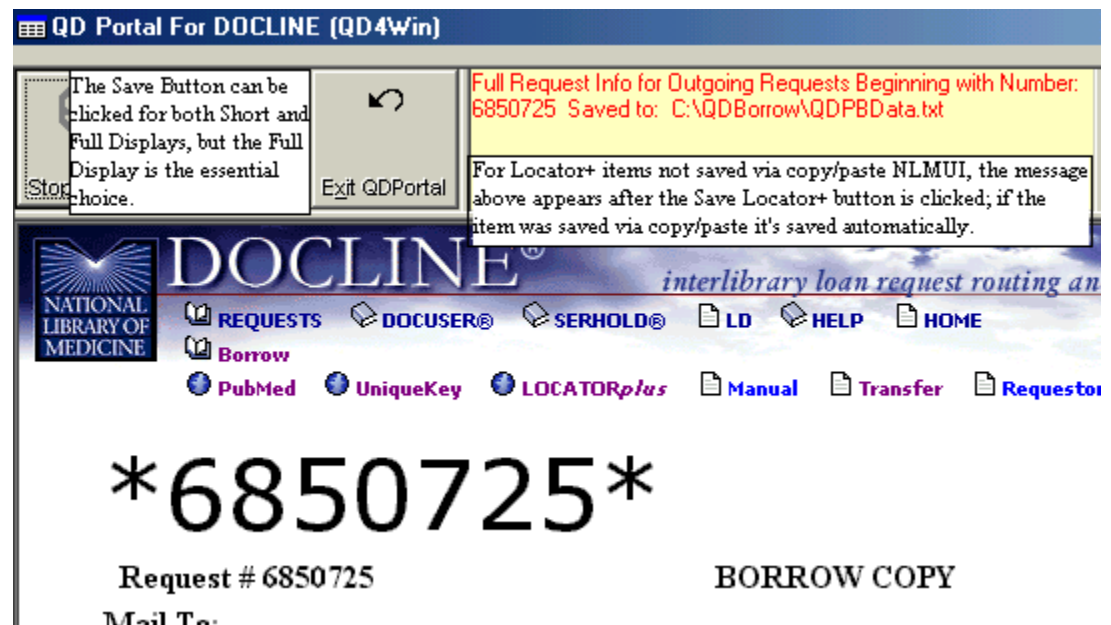 QD Portal For DOCLINE (QD4Win)
The Save Button can be
clicked for both Short and
Full Displays, but the Full
Display is the essential
choice.
Stop
Exit QDPortal
Full Request Info for Outgoing Requests Beginning with Number:
6850725 Saved to: C:\QDBorrow\QDPBData.txt
For Locator+ items not saved via copy/paste NLMUI, the message
above appears after the Save Locator+ button is clicked; if the
item was saved via copy/paste it's saved automatically.
NATIONAL
LIBRARY OF
MEDICINE
DOCLINE®
interlibrary loan request routing an
REQUESTS DOCUSER® SERHOLD® LD HELP HOME
Borrow
PubMed UniqueKey LOCATORplus Manual Transfer Requestor
*6850725*
Request # 6850725 BORROW COPY
Mail To: